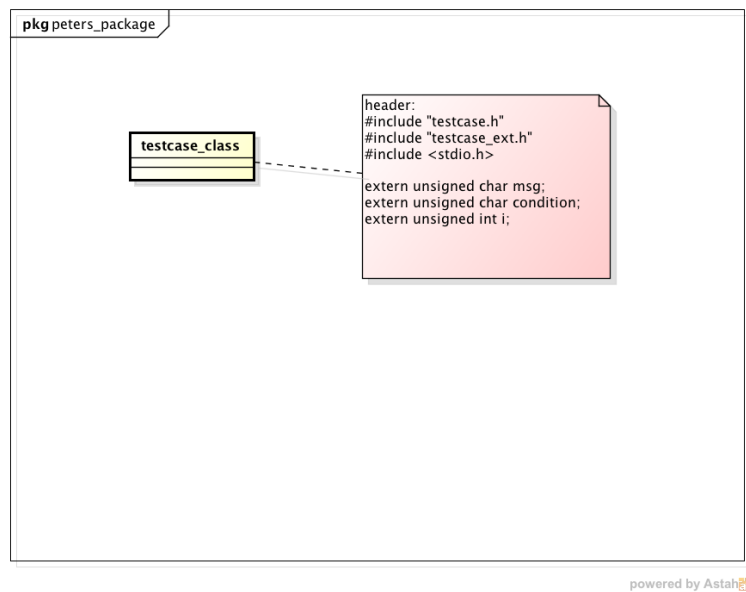 pkg peters_package
testcase_class
header:
#include "testcase.h"
#include "testcase_ext.h"
#include <stdio.h>
extern unsigned char msg;
extern unsigned char condition;
extern unsigned int i;
powered by Astah